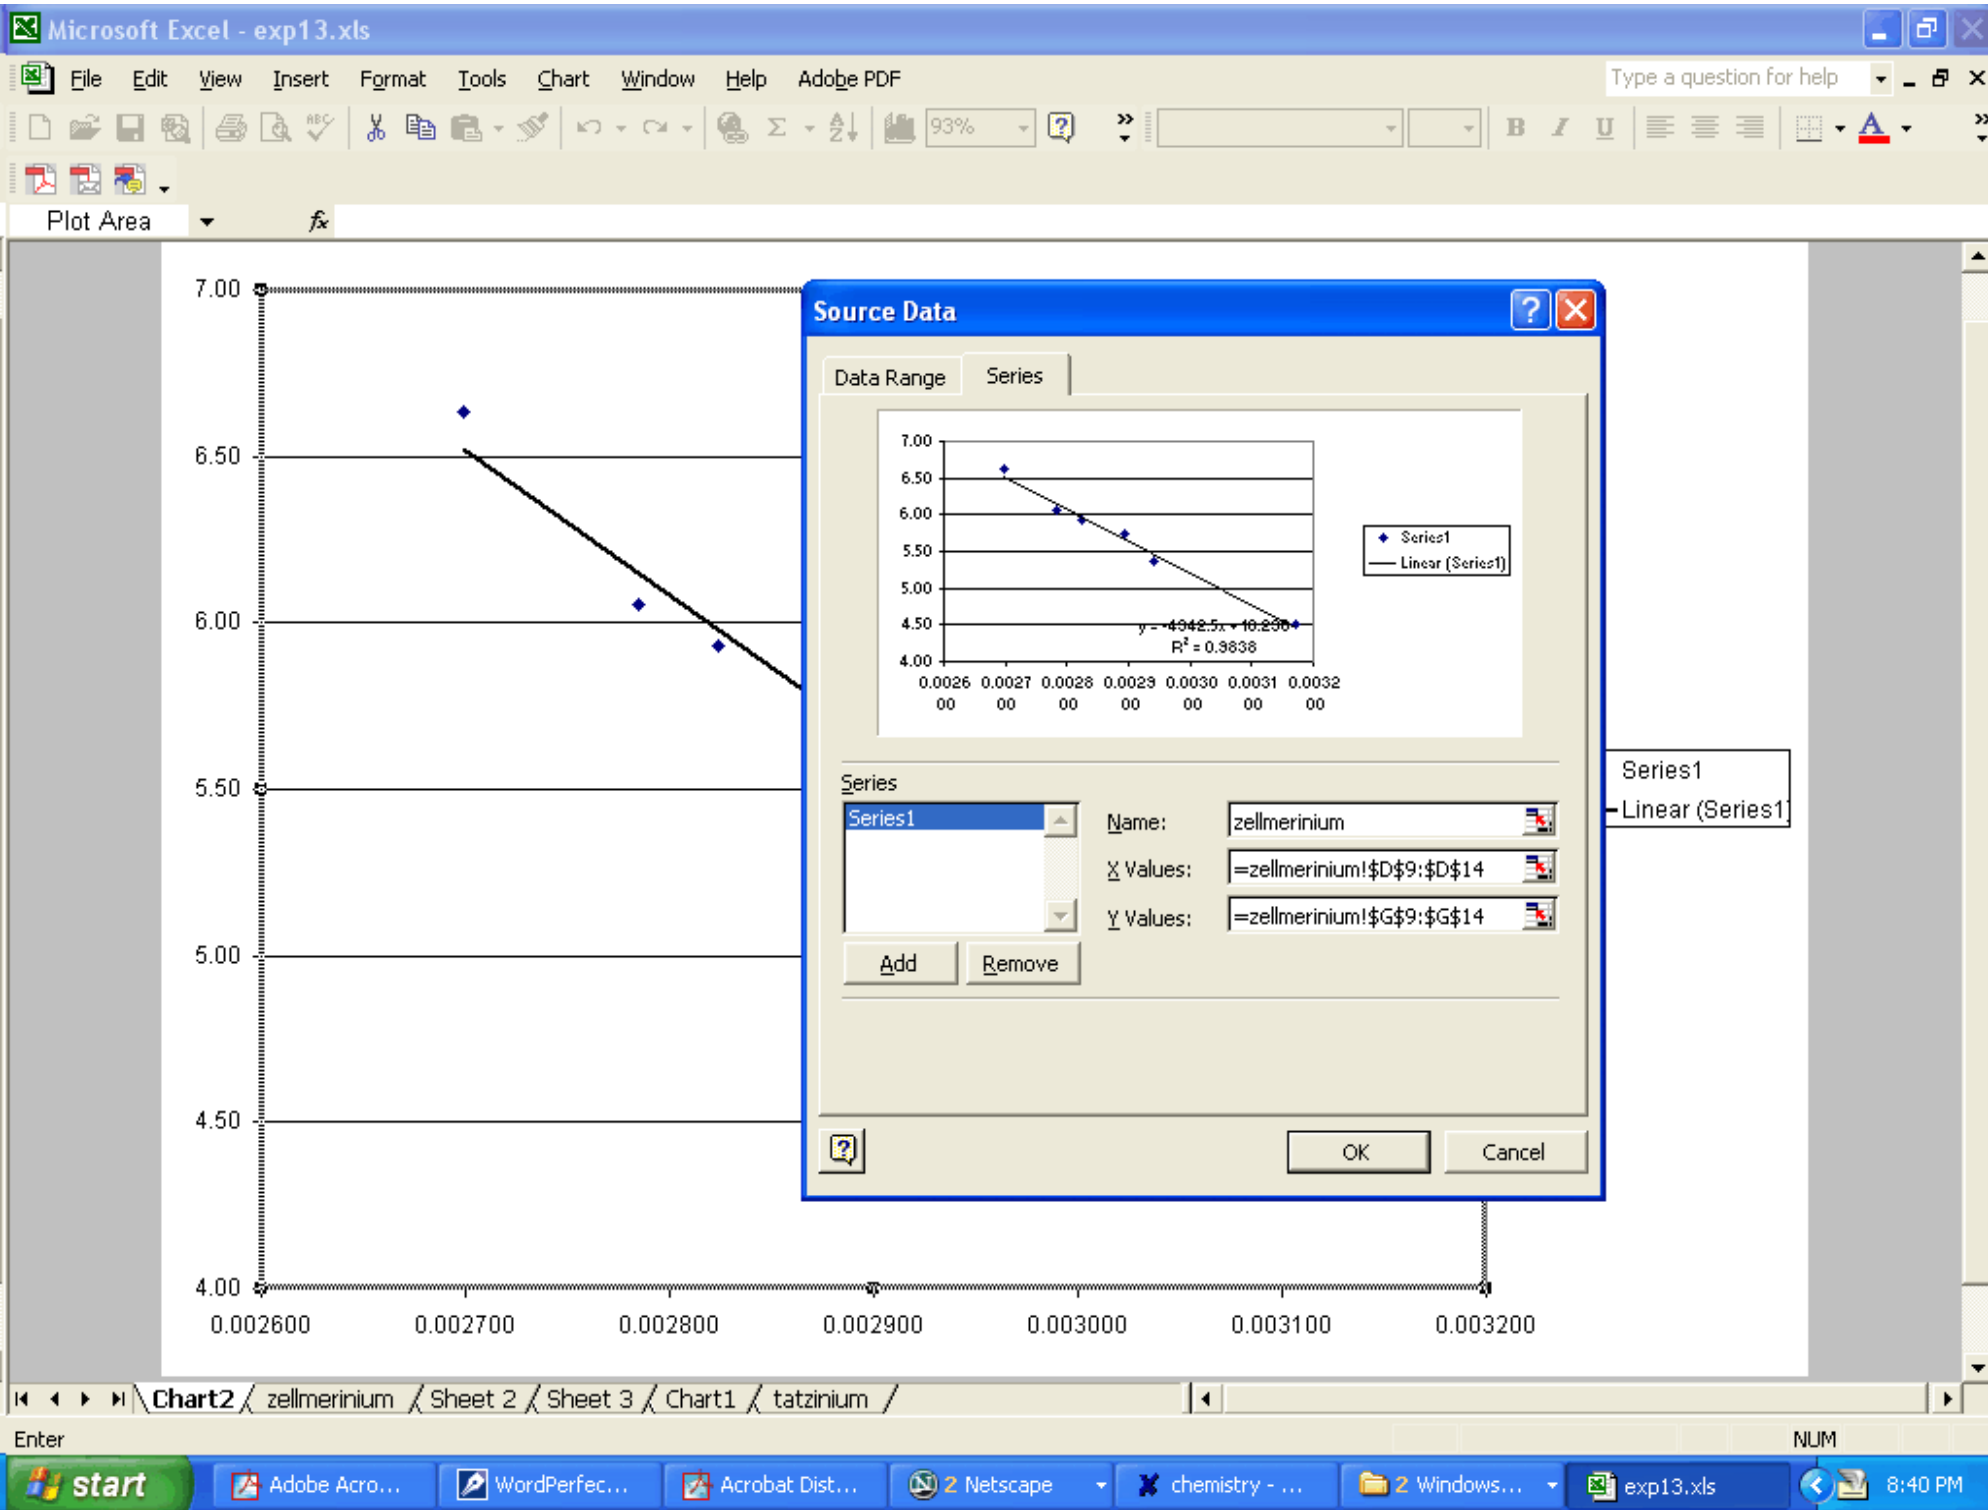 Microsoft Excel - exp13.xls
File Edit View Insert Format Tools Chart Window Help Adobe PDF Type a question for help
ABC Σ A Z 93% ? » B I U A »
Plot Area fx
7.00
6.50
6.00
5.50
5.00
4.50
4.00
0.002600 0.002700 0.002800 0.002900 0.003000 0.003100 0.003200
Series1
Linear (Series1)
Source Data ?
Data Range Series
7.00
6.50
6.00
5.50
5.00
4.50
4.00
R² = 0.9838
0.0026 0.0027 0.0028 0.0029 0.0030 0.0031 0.0032
00 00 00 00 00 00 00
Series1
Linear (Series1)
Series
Series1
Name: zellmerinium
X Values: =zellmerinium!$D$9:$D$14
Y Values: =zellmerinium!$G$9:$G$14
Add Remove
? OK Cancel
Chart2 zellmerinium Sheet 2 Sheet 3 Chart1 tatzinium
Enter NUM
start Adobe Acro... WordPerfec... Acrobat Dist... N 2 Netscape chemistry - ... 2 Windows... exp13.xls 8:40 PM